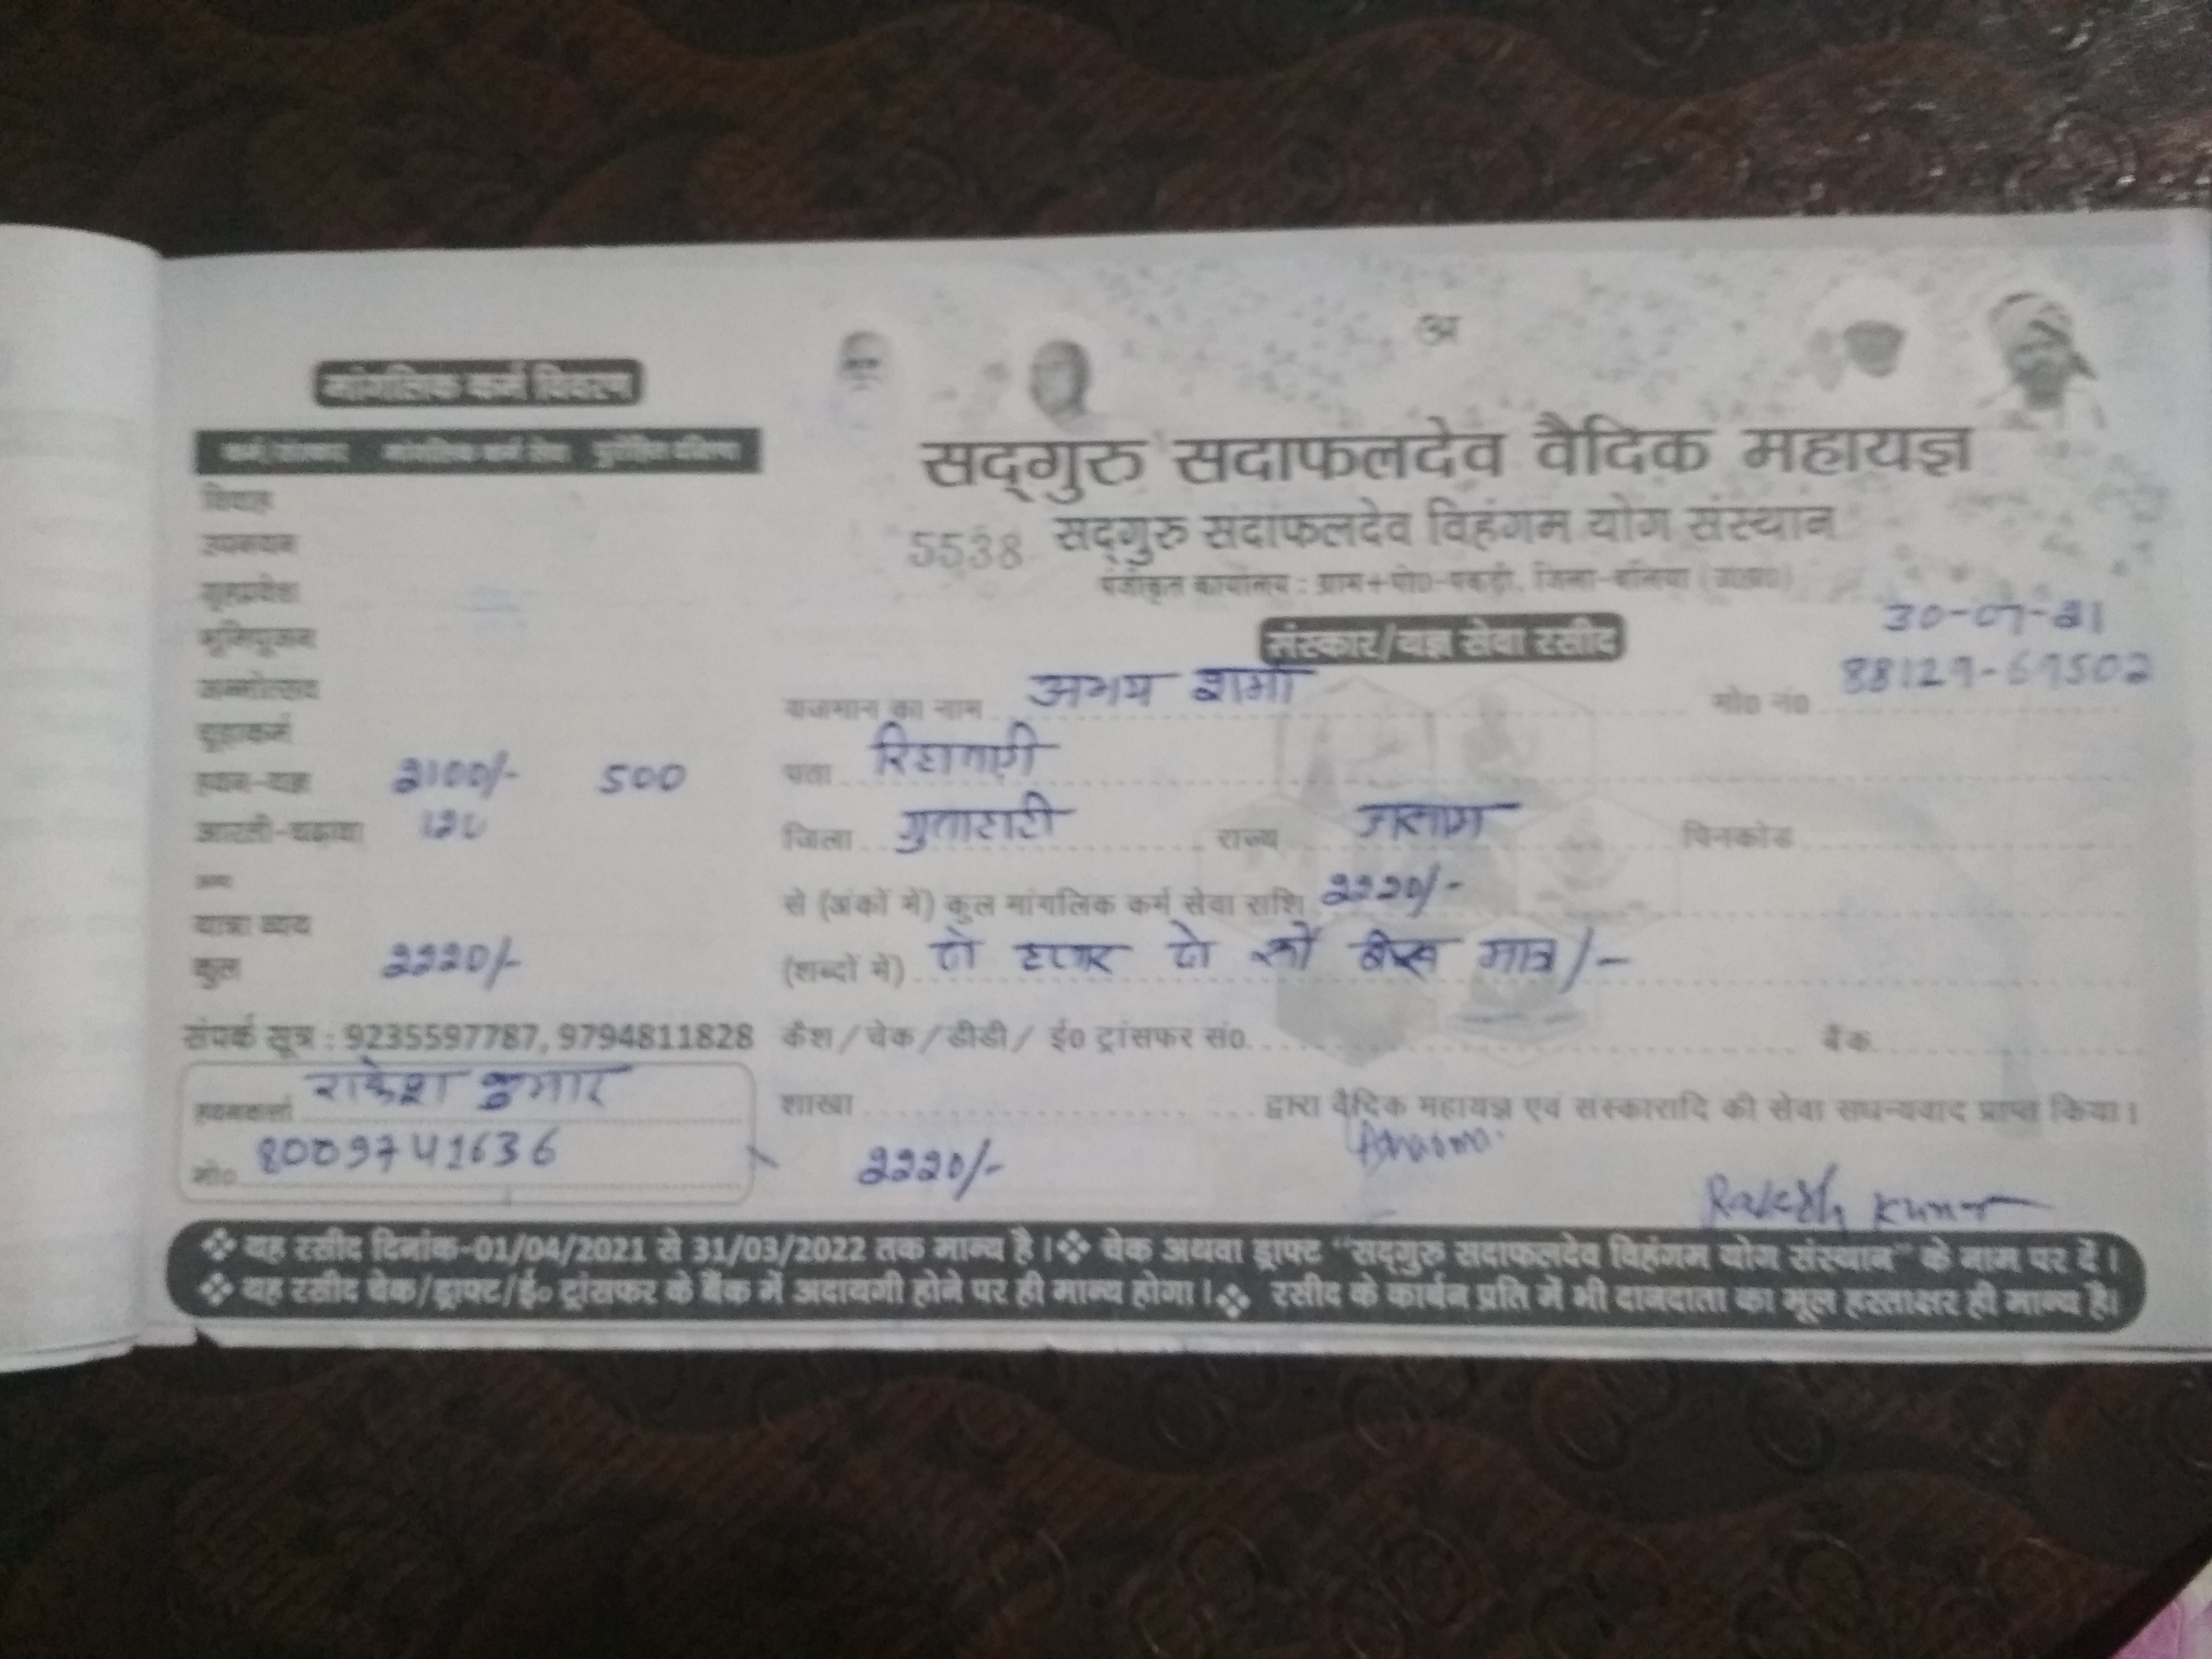 मांगलिक कर्म विवरण
कर्म/संस्कार मांगलिक कर्म सेवा पुरोहित दक्षिणा
विवाह
उपनयन
गृहप्रवेश
भूमिपूजन
जन्मोत्सव
चूड़ाकर्म
हवन-यज्ञ 2100/- 500
आरती-चढ़ावा 120
अन्य
यात्रा व्यय
कुल 2220/-
संपर्क सूत्र : 9235597787, 9794811828
हवनकर्ता राकेश कुमार
मो० 8009741636
अ
सद्गुरु सदाफलदेव वैदिक महायज्ञ
5538 सद्गुरु सदाफलदेव विहंगम योग संस्थान
पंजीकृत कार्यालय : ग्राम+पो०-पकड़ी, जिला-बलिया (उ०प्र०)
संस्कार/यज्ञ सेवा रसीद
30-07-21
यजमान का नाम अभय शर्मा मो० नं० 88129-69502
पता
जिला राज्य पिनकोड
से (अंकों में) कुल मांगलिक कर्म सेवा राशि 2220/-
(शब्दों में) दो हजार दो सौ बीस मात्र/-
कैश/चेक/डीडी/ ई० ट्रांसफर सं० बैंक
शाखा द्वारा वैदिक महायज्ञ एवं संस्कारादि की सेवा सधन्यवाद प्राप्त किया।
2220/-
Rakesh Kumar
❖ यह रसीद दिनांक-01/04/2021 से 31/03/2022 तक मान्य है। ❖ चेक अथवा ड्राफ्ट "सद्गुरु सदाफलदेव विहंगम योग संस्थान" के नाम पर दें।
❖ यह रसीद चेक/ड्राफ्ट/ई० ट्रांसफर के बैंक में अदायगी होने पर ही मान्य होगा। ❖ रसीद के कार्बन प्रति में भी दानदाता का मूल हस्ताक्षर ही मान्य है।